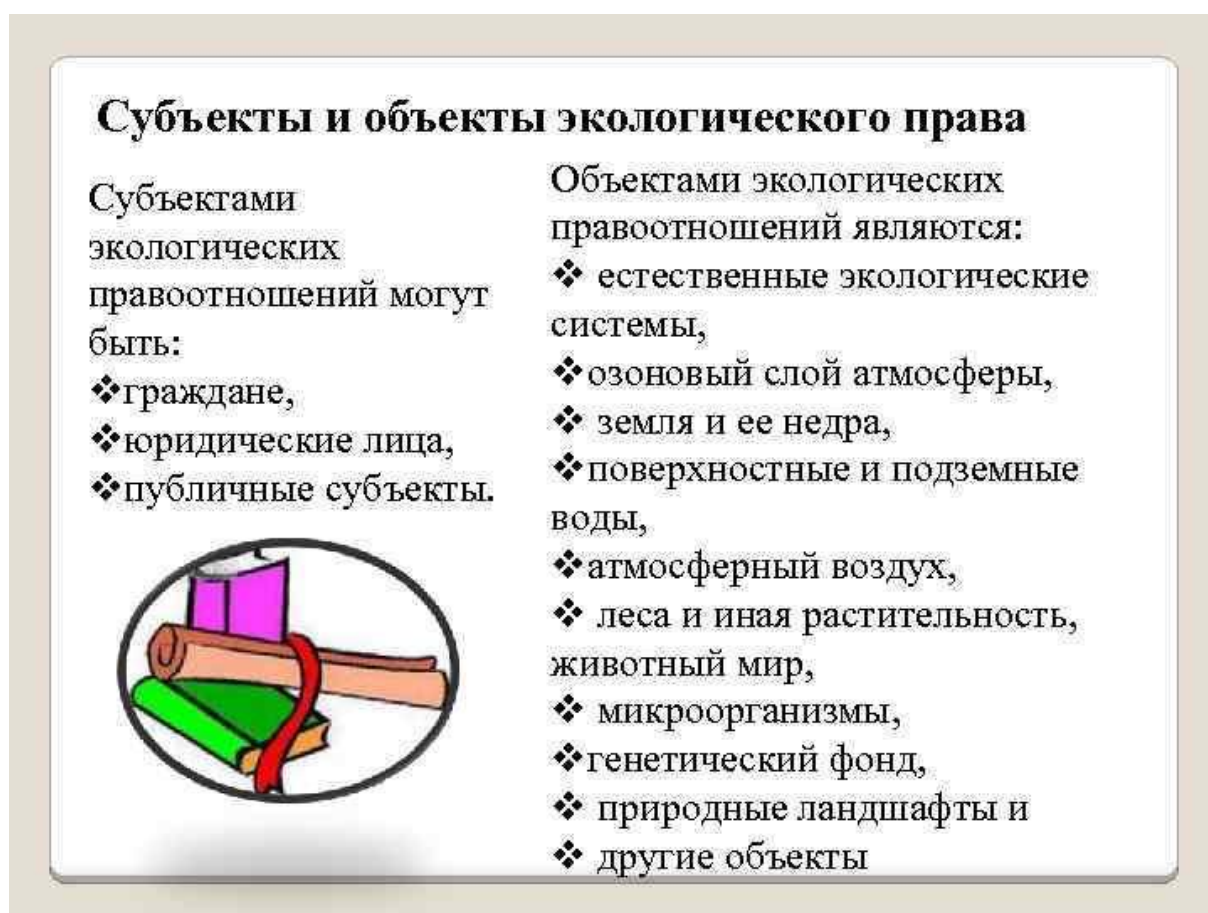 Субъекты и объекты экологического права
Субъектами
экологических
правоотношений могут
быть:
❖граждане,
❖юридические лица,
❖публичные субъекты.
Объектами экологических
правоотношений являются:
❖ естественные экологические
системы,
❖озоновый слой атмосферы,
❖ земля и ее недра,
❖поверхностные и подземные
воды,
❖атмосферный воздух,
❖ леса и иная растительность,
животный мир,
❖ микроорганизмы,
❖генетический фонд,
❖ природные ландшафты и
❖ другие объекты